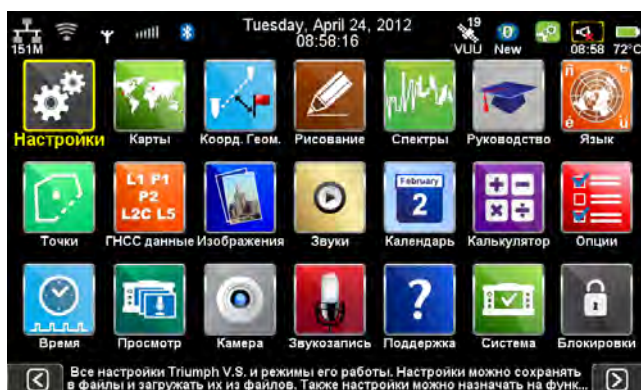 Tuesday, April 24, 2012
19
151M
08:58:16
VUU New
08:58 72°C
ñ
è ù
Настройки Карты Коорд. Геом. Рисование Спектры Руководство Язык
L1 P1
P2
L2C L5
February
2
Точки ГНСС данные Изображения Звуки Календарь Калькулятор Опции
?
Время Просмотр Камера Звукозапись Поддержка Система Блокировки
Все настройки Triumph V.S. и режимы его работы. Настройки можно сохранять
в файлы и загружать их из файлов. Также настройки можно назначать на функ...